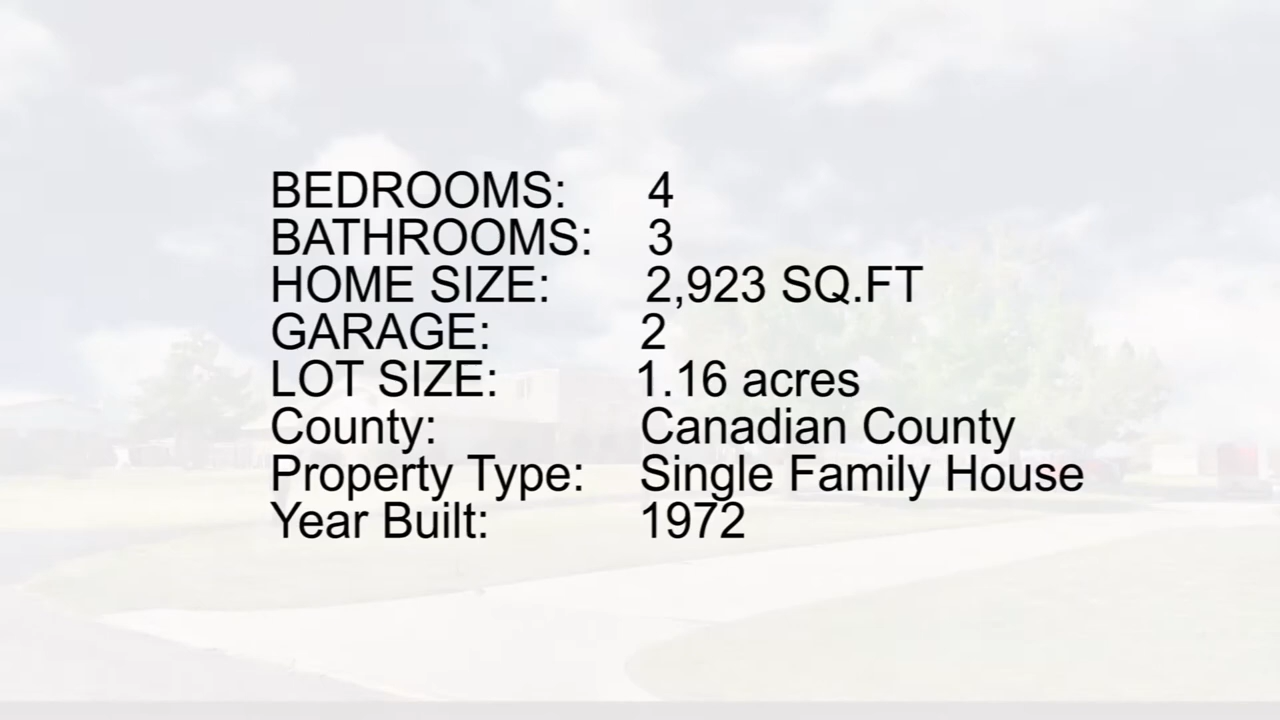 BEDROOMS: 4
BATHROOMS: 3
HOME SIZE: 2,923 SQ.FT
GARAGE: 2
LOT SIZE: 1.16 acres
County: Canadian County
Property Type: Single Family House
Year Built: 1972